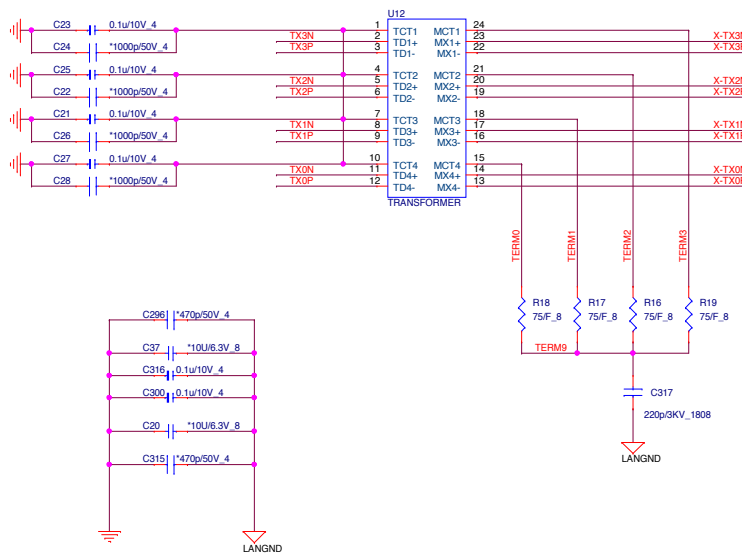 U12
C23 0.1u/10V_4 1 TCT1 MCT1 24
TX3N 2 TD1+ MX1+ 23 X-TX3N
C24 *1000p/50V_4 TX3P 3 TD1- MX1- 22
C25 0.1u/10V_4 4 TCT2 MCT2 21
TX2N 5 TD2+ MX2+ 20 X-TX2N
C22 *1000p/50V_4 TX2P 6 TD2- MX2- 19
C21 0.1u/10V_4 7 TCT3 MCT3 18
TX1N 8 TD3+ MX3+ 17 X-TX1N
C26 *1000p/50V_4 TX1P 9 TD3- MX3- 16
C27 0.1u/10V_4 10 TCT4 MCT4 15
TX0N 11 TD4+ MX4+ 14 X-TX0N
C28 *1000p/50V_4 TX0P 12 TD4- MX4- 13
TRANSFORMER
TERM0 TERM1 TERM2 TERM3
R18 R17 R16 R19
75/F_8 75/F_8 75/F_8 75/F_8
TERM9
C317
220p/3KV_1808
LANGND
C296 *470p/50V_4
C37 *10U/6.3V_8
C316 0.1u/10V_4
C300 0.1u/10V_4
C20 *10U/6.3V_8
C315 *470p/50V_4
LANGND